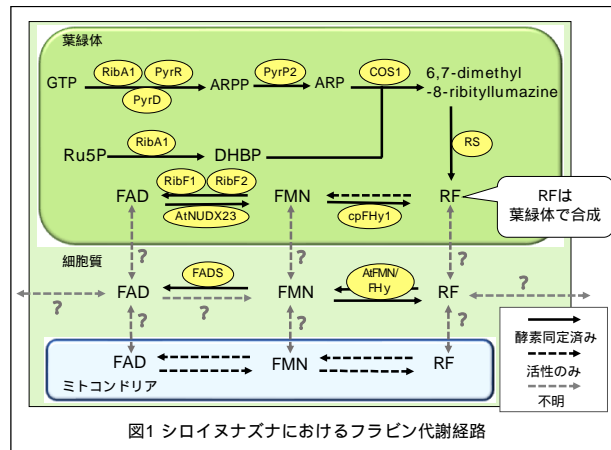 葉緑体
RibA1 PyrR PyrP2 COS1
GTP ARPP ARP 6,7-dimethyl
-8-ribityllumazine
PyrD
RibA1 RS
Ru5P DHBP
RibF1 RibF2
FAD FMN RF RFは
葉緑体で合成
AtNUDX23 cpFHy1
? ? ?
細胞質
FADS AtFMN/
FHy
? FAD ? FMN RF ?
? ? ?
FAD FMN RF
ミトコンドリア
酵素同定済み
活性のみ
不明
図1 シロイヌナズナにおけるフラビン代謝経路